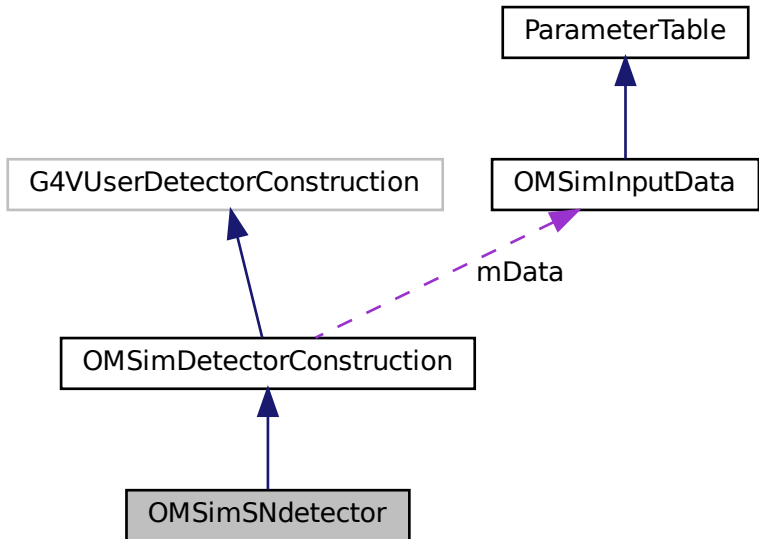 ParameterTable
G4VUserDetectorConstruction
OMSimInputData
mData
OMSimDetectorConstruction
OMSimSNdetector